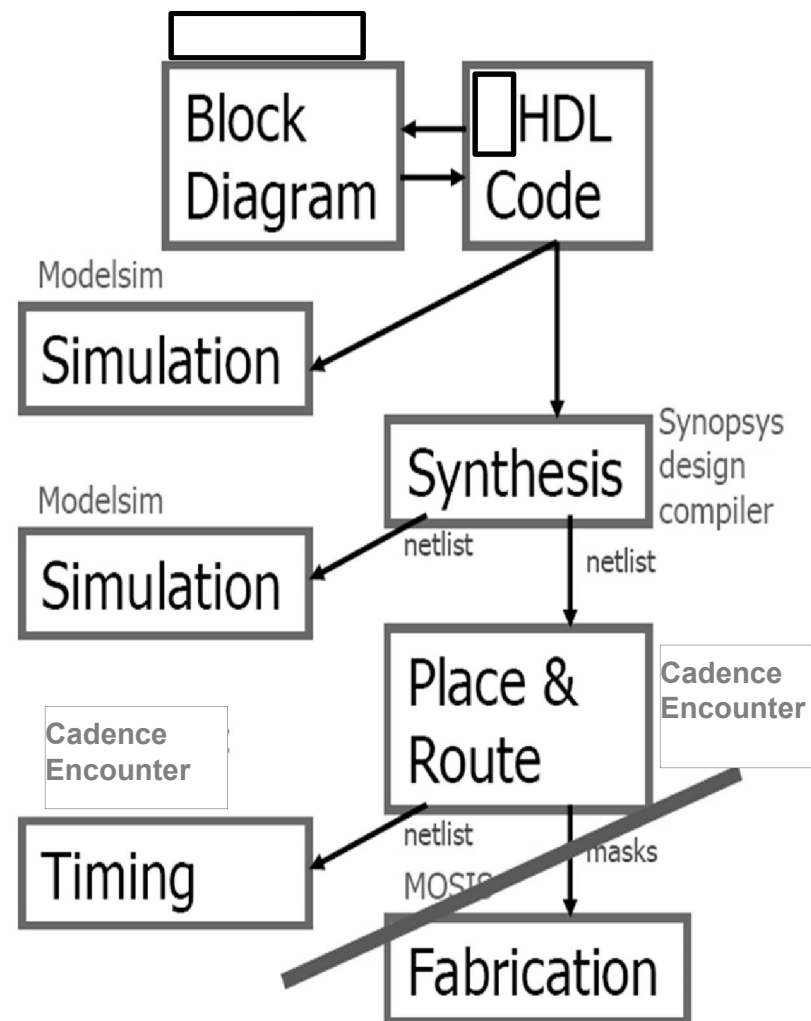 Block
Diagram
HDL
Code
Modelsim
Simulation
Synthesis
Synopsys
design
compiler
Modelsim
Simulation
netlist
netlist
Place &
Route
Cadence
Encounter
Cadence
Encounter
Timing
netlist
masks
MOSIS
Fabrication